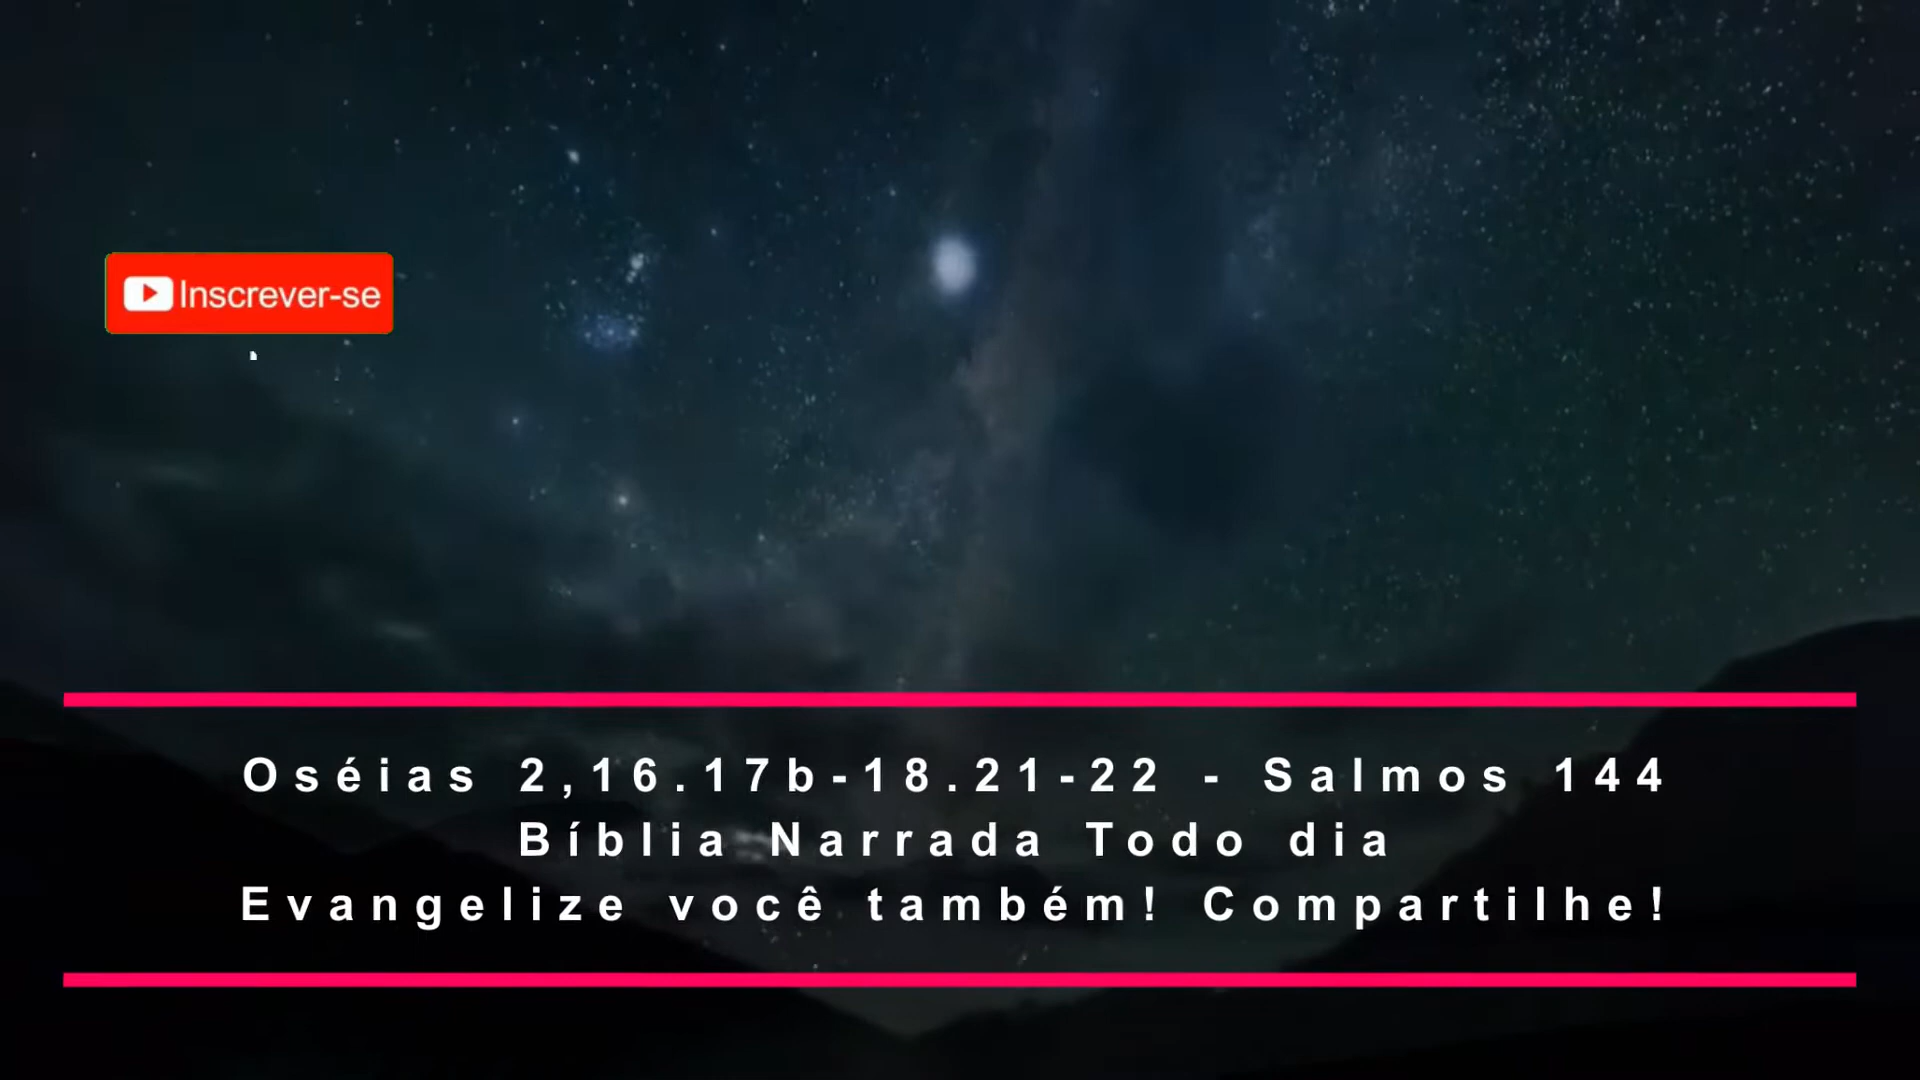 Inscrever-se
Oséias 2,16.17b-18.21-22 - Salmos 144
Bíblia Narrada Todo dia
Evangelize você também! Compartilhe!